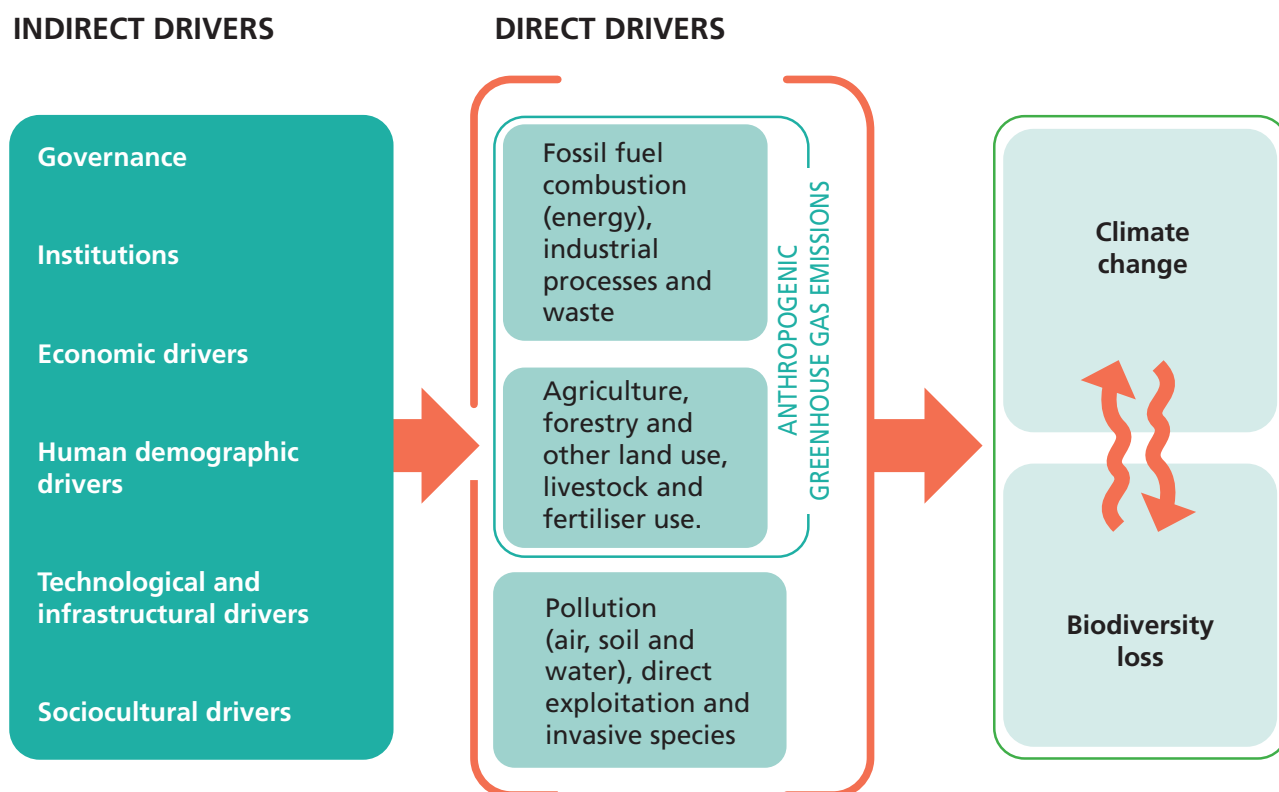 INDIRECT DRIVERS
Governance
Institutions
Economic drivers
Human demographic
drivers
Technological and
infrastructural drivers
Sociocultural drivers
DIRECT DRIVERS
Fossil fuel
combustion
(energy),
industrial
processes and
waste
Agriculture,
forestry and
other land use,
livestock and
fertiliser use.
ANTHROPOGENIC
GREENHOUSE GAS EMISSIONS
Pollution
(air, soil and
water), direct
exploitation and
invasive species
Climate
change
Biodiversity
loss